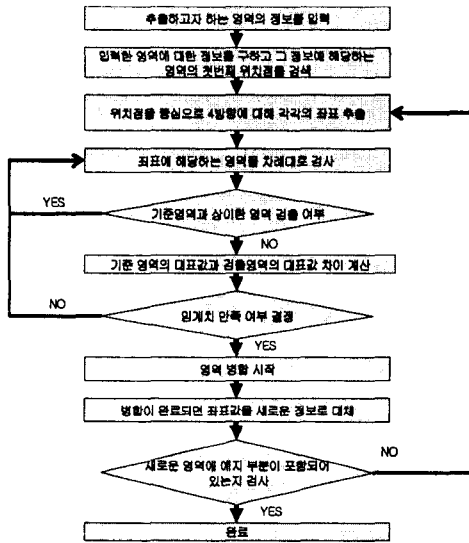 추출하고자 하는 영역의 정보를 입력
입력한 영역에 대한 정보를 구하고 그 정보에 해당하는
영역의 첫번째 위치점을 검색
위치점을 중심으로 4방향에 대해 각각의 좌표 추출
좌표에 해당하는 영역을 차례대로 검사
YES
기준영역과 상이한 영역 검출 여부
NO
기준 영역의 대표값과 검출영역의 대표값 차이 계산
NO
임계치 만족 여부 결정
YES
영역 병합 시작
병합이 완료되면 좌표값을 새로운 정보로 대체
NO
새로운 영역에 에지 부분이 포함되어
있는지 검사
YES
완료